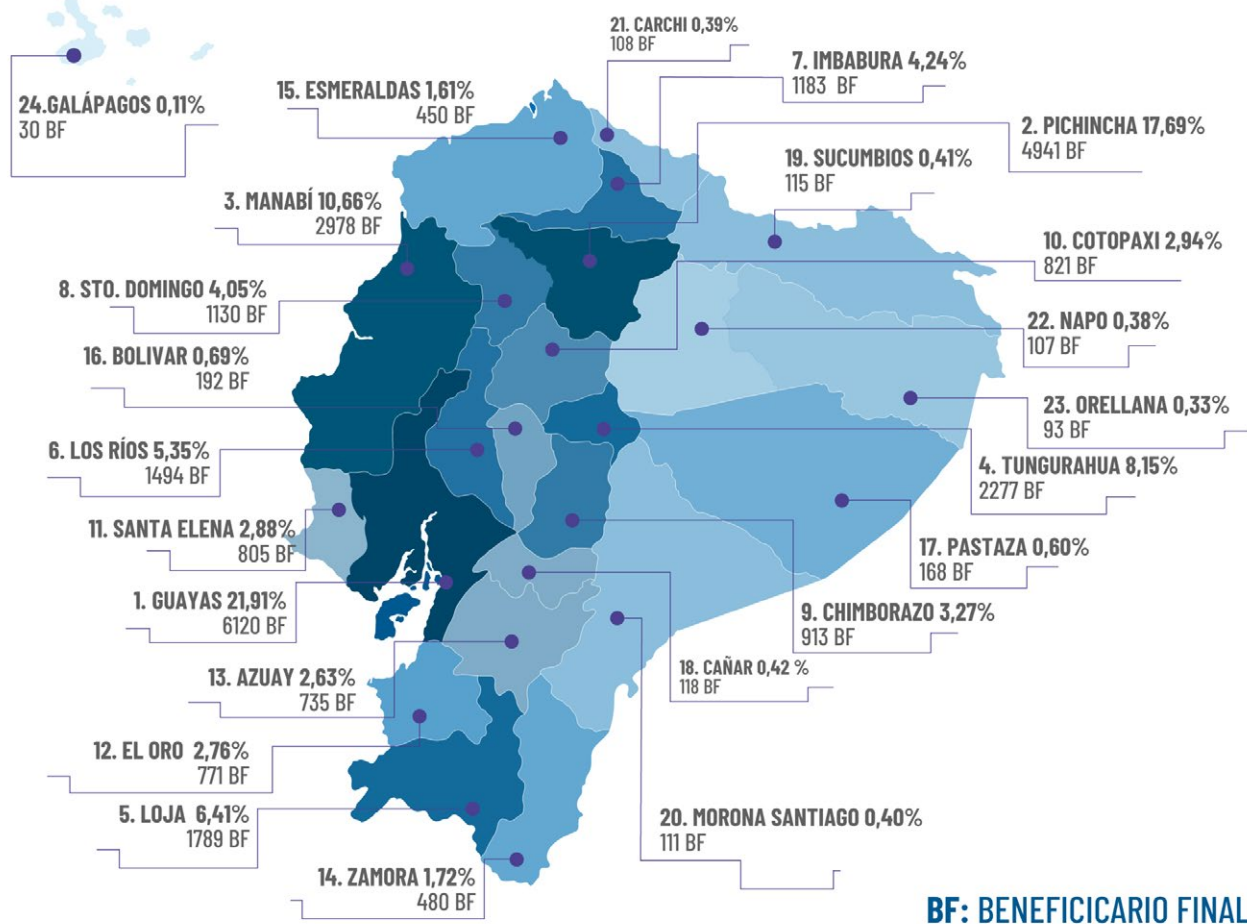 21. CARCHI 0,39%
108 BF
7. IMBABURA 4,24%
1183 BF
24.GALÁPAGOS 0,11%
30 BF
15. ESMERALDAS 1,61%
450 BF
2. PICHINCHA 17,69%
4941 BF
19. SUCUMBIOS 0,41%
115 BF
3. MANABÍ 10,66%
2978 BF
10. COTOPAXI 2,94%
821 BF
8. STO. DOMINGO 4,05%
1130 BF
22. NAPO 0,38%
107 BF
16. BOLIVAR 0,69%
192 BF
23. ORELLANA 0,33%
93 BF
6. LOS RÍOS 5,35%
1494 BF
4. TUNGURAHUA 8,15%
2277 BF
11. SANTA ELENA 2,88%
805 BF
17. PASTAZA 0,60%
168 BF
1. GUAYAS 21,91%
6120 BF
9. CHIMBORAZO 3,27%
913 BF
13. AZUAY 2,63%
735 BF
18. CAÑAR 0,42 %
118 BF
12. EL ORO 2,76%
771 BF
5. LOJA 6,41%
1789 BF
20. MORONA SANTIAGO 0,40%
111 BF
14. ZAMORA 1,72%
480 BF
BF: BENEFICICARIO FINAL